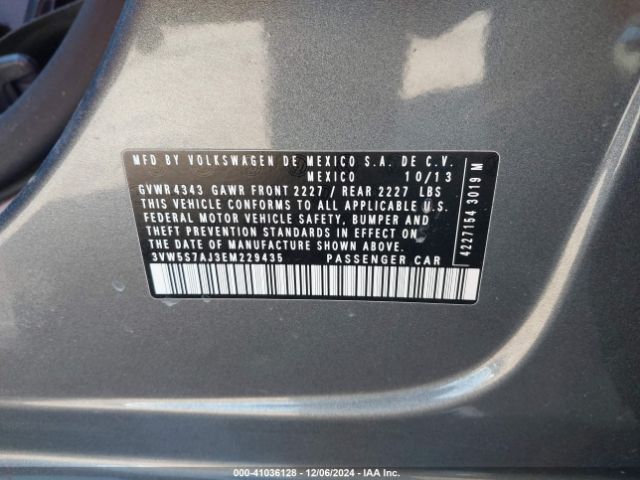 MFD BY VOLKSWAGEN DE MEXICO S.A. DE C.V.
MEXICO 10/13
GVWR 4343 GAWR FRONT 2227 / REAR 2227 LBS
THIS VEHICLE CONFORMS TO ALL APPLICABLE U.S.
FEDERAL MOTOR VEHICLE SAFETY, BUMPER AND
THEFT PREVENTION STANDARDS IN EFFECT ON
THE DATE OF MANUFACTURE SHOWN ABOVE.
3VW5S7AJ3EM229435 PASSENGER CAR
4227154 3019 M
000-41036128 - 12/06/2024 - IAA Inc.